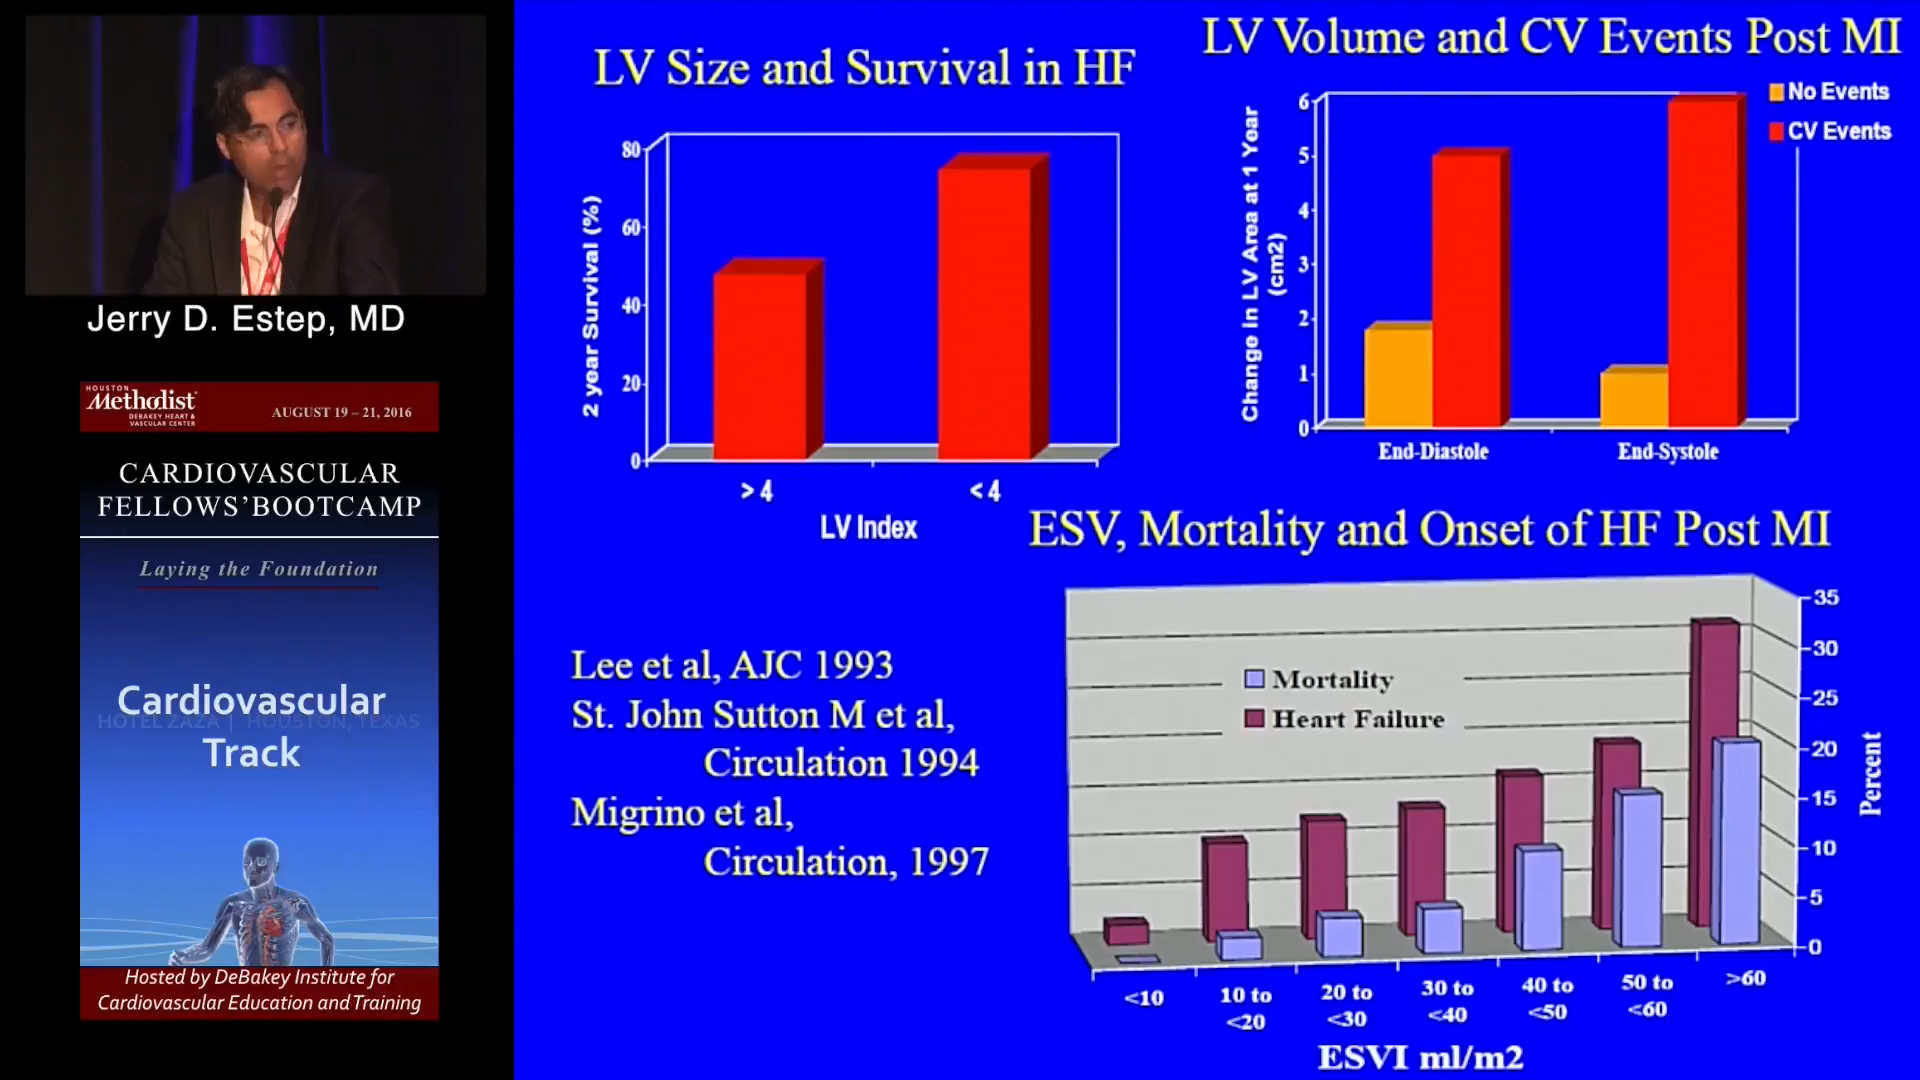 Jerry D. Estep, MD
HOUSTON
Methodist
DEBAKEY HEART &
VASCULAR CENTER
AUGUST 19 – 21, 2016
CARDIOVASCULAR
FELLOWS’BOOTCAMP
Laying the Foundation
Cardiovascular
HOTEL ZAZA | HOUSTON, TEXAS
Track
Hosted by DeBakey Institute for
Cardiovascular Education and Training
LV Size and Survival in HF
2 year Survival (%)
80
60
40
20
0
> 4
< 4
LV Index
LV Volume and CV Events Post MI
No Events
CV Events
Change in LV Area at 1 Year
(cm2)
6
5
4
3
2
1
0
End-Diastole
End-Systole
Lee et al, AJC 1993
St. John Sutton M et al,
Circulation 1994
Migrino et al,
Circulation, 1997
ESV, Mortality and Onset of HF Post MI
Mortality
Heart Failure
35
30
25
20
15
10
5
0
Percent
<10
10 to
<20
20 to
<30
30 to
<40
40 to
<50
50 to
<60
>60
ESVI ml/m2